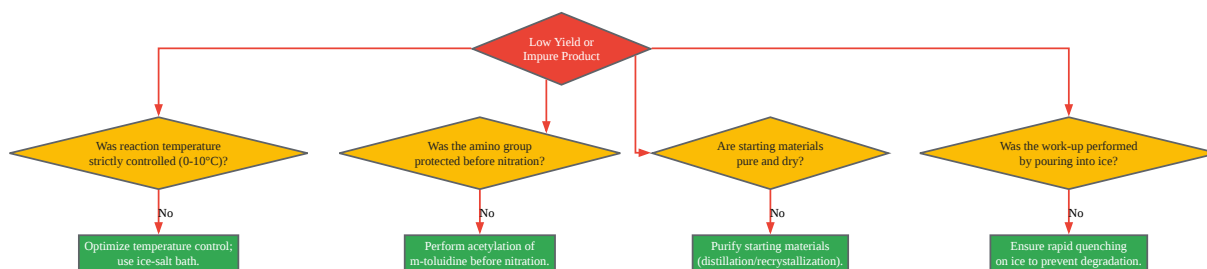 Low Yield or
Impure Product
Was reaction temperature
strictly controlled (0-10°C)?
Was the amino group
protected before nitration?
Are starting materials
pure and dry?
Was the work-up performed
by pouring into ice?
No
No
No
No
Optimize temperature control;
use ice-salt bath.
Perform acetylation of
m-toluidine before nitration.
Purify starting materials
(distillation/recrystallization).
Ensure rapid quenching
on ice to prevent degradation.